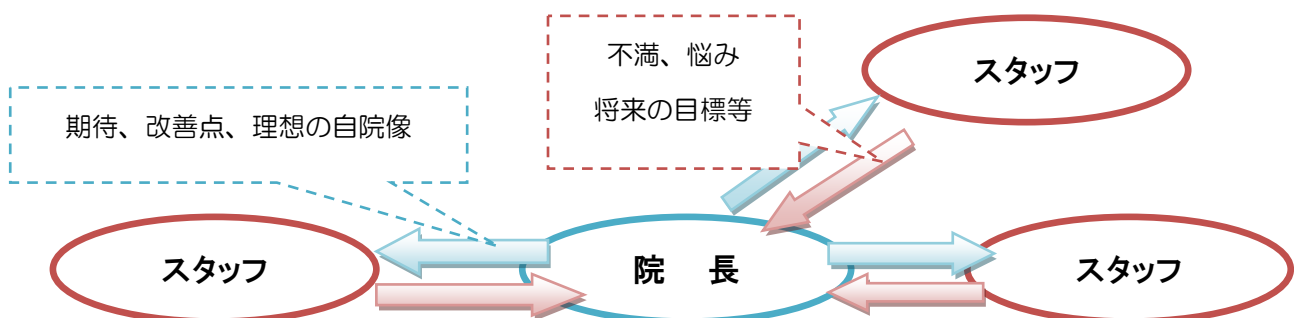 不満、悩み
将来の目標等
スタッフ
期待、改善点、理想の自院像
スタッフ
院　長
スタッフ